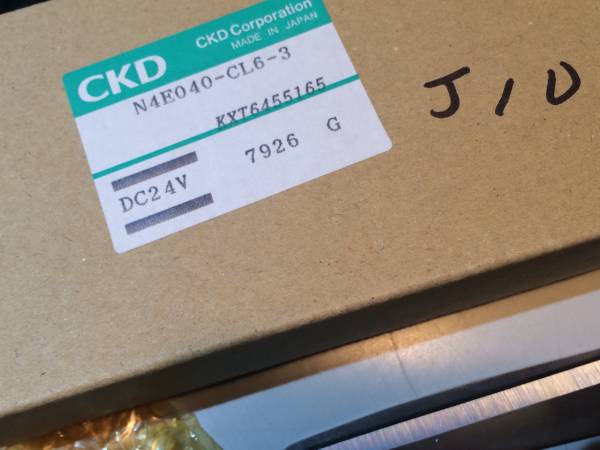 CKD
CKD Corporation
MADE IN JAPAN
N4E040-CL6-3
KXT6455165
7926 G
DC24V
J I D